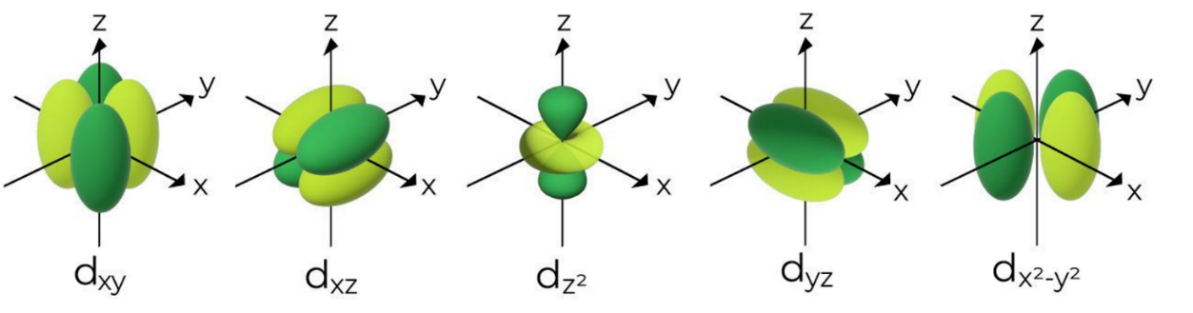 z z z z z
y y y y y
x x x x x
dxy dxz dz² dyz dx²-y²